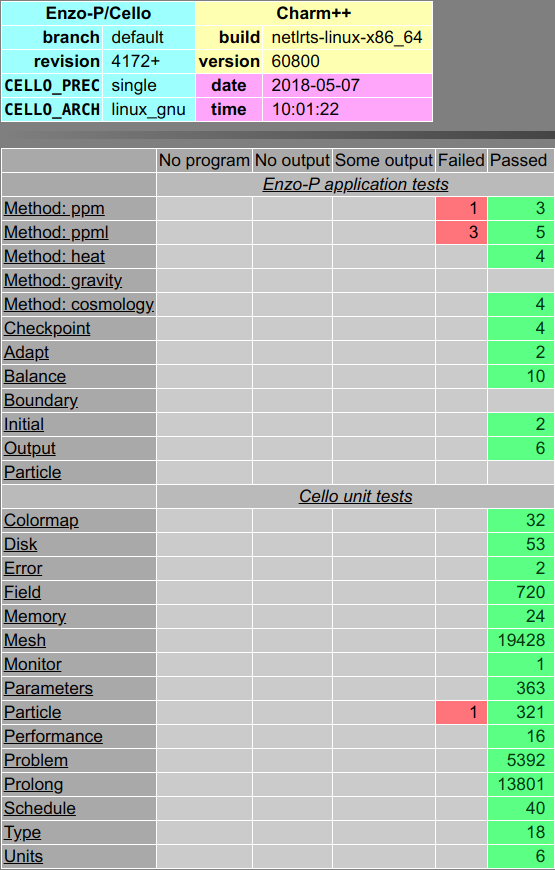 Enzo-P/Cello Charm++
branch default build netlrts-linux-x86_64
revision 4172+ version 60800
CELLO_PREC single date 2018-05-07
CELLO_ARCH linux_gnu time 10:01:22
No program No output Some output Failed Passed
Enzo-P application tests
Method: ppm 1 3
Method: ppml 3 5
Method: heat 4
Method: gravity
Method: cosmology 4
Checkpoint 4
Adapt 2
Balance 10
Boundary
Initial 2
Output 6
Particle
Cello unit tests
Colormap 32
Disk 53
Error 2
Field 720
Memory 24
Mesh 19428
Monitor 1
Parameters 363
Particle 1 321
Performance 16
Problem 5392
Prolong 13801
Schedule 40
Type 18
Units 6